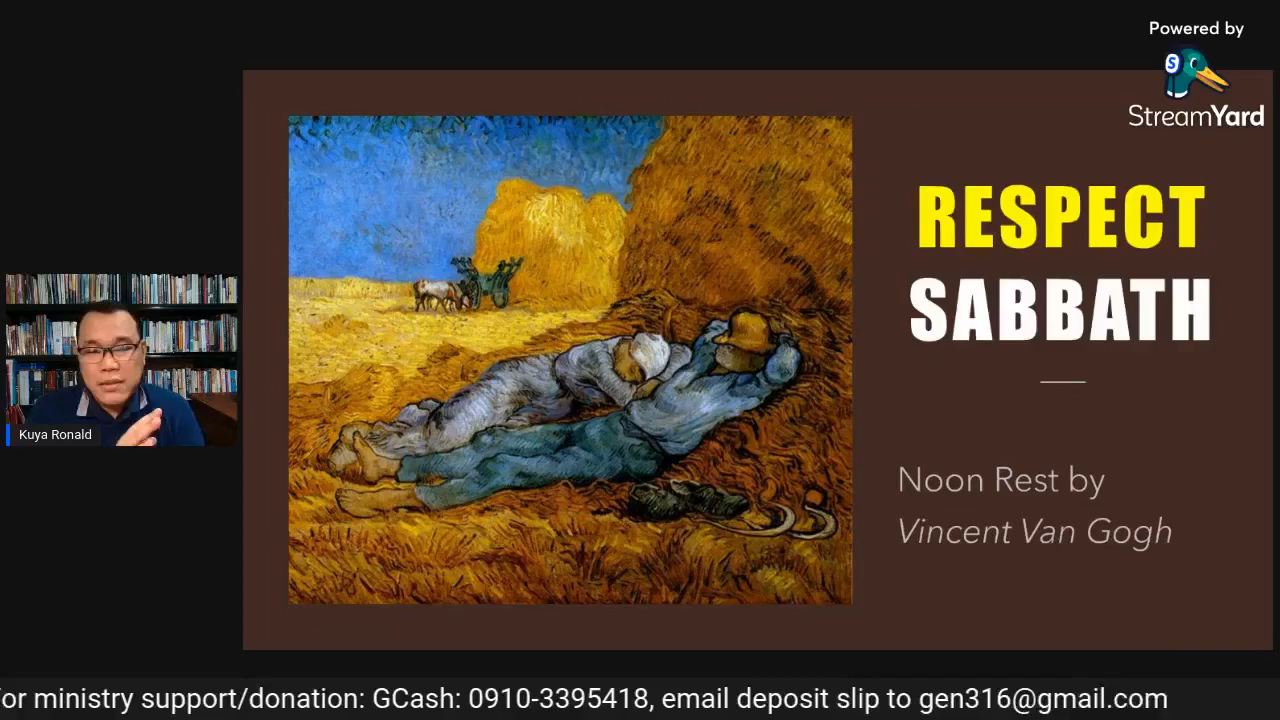 Powered by
S
StreamYard
RESPECT
SABBATH
Noon Rest by
Vincent Van Gogh
Kuya Ronald
or ministry support/donation: GCash: 0910-3395418, email deposit slip to gen316@gmail.com